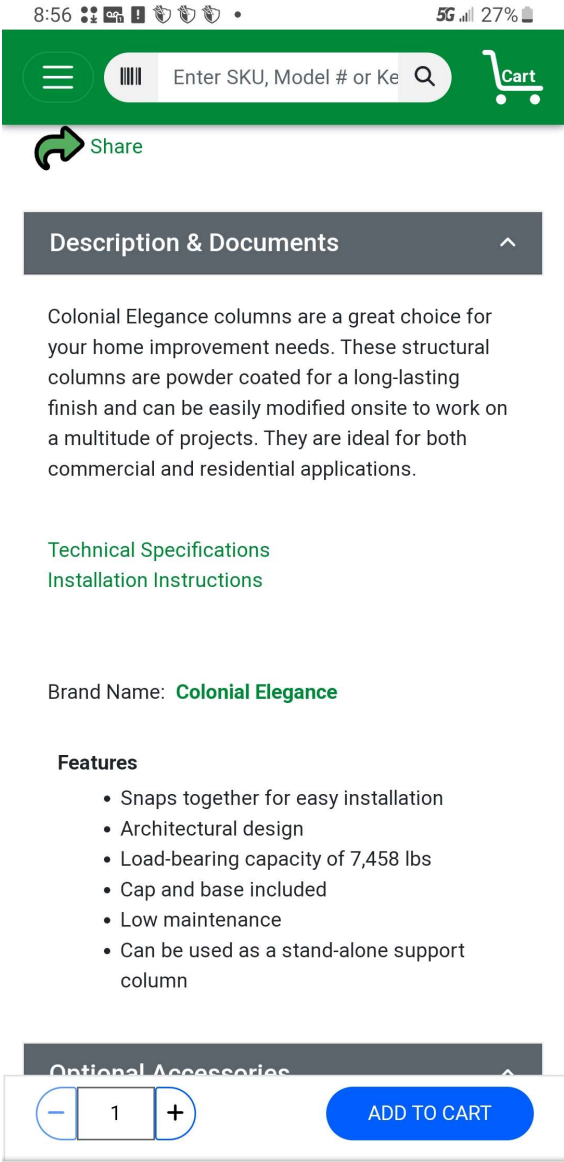 8:56 5G 27%
Enter SKU, Model # or Ke
Cart
Share
Description & Documents
Colonial Elegance columns are a great choice for
your home improvement needs. These structural
columns are powder coated for a long-lasting
finish and can be easily modified onsite to work on
a multitude of projects. They are ideal for both
commercial and residential applications.
Technical Specifications
Installation Instructions
Brand Name: Colonial Elegance
Features
• Snaps together for easy installation
• Architectural design
• Load-bearing capacity of 7,458 lbs
• Cap and base included
• Low maintenance
• Can be used as a stand-alone support
column
Optional Accessories
− 1 + ADD TO CART